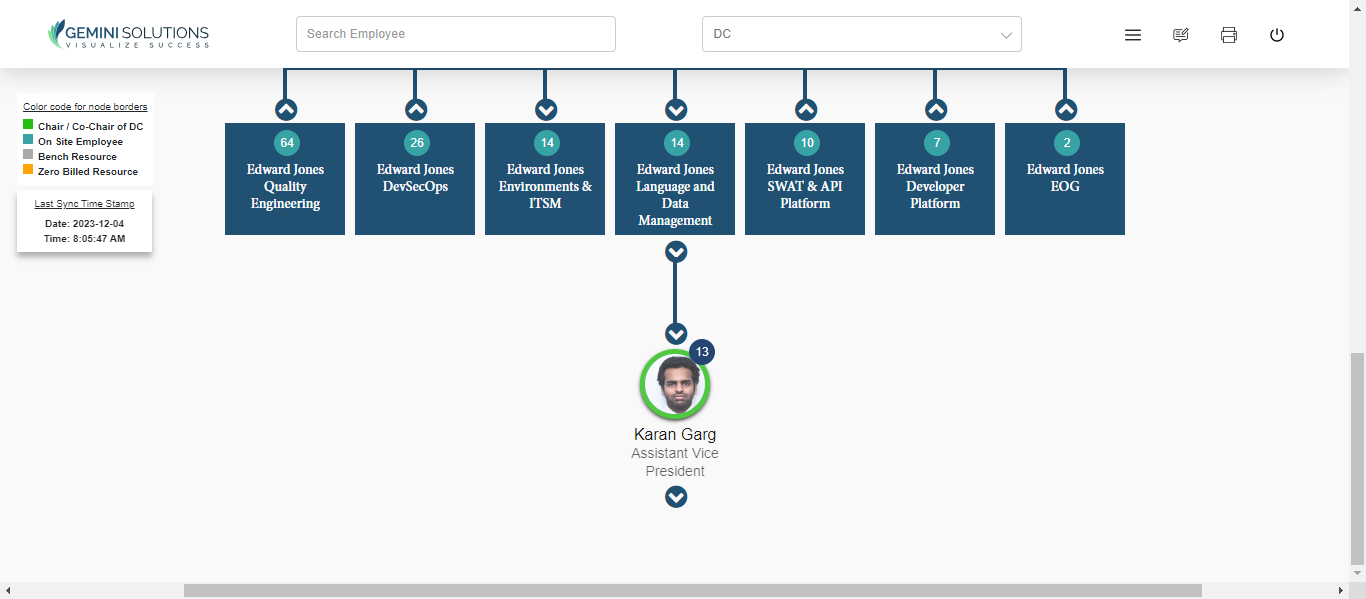 GEMINI SOLUTIONS
VISUALIZE SUCCESS
Search Employee
DC
Color code for node borders
Chair / Co-Chair of DC
On Site Employee
Bench Resource
Zero Billed Resource
Last Sync Time Stamp
Date: 2023-12-04
Time: 8:05:47 AM
64
Edward Jones
Quality
Engineering
26
Edward Jones
DevSecOps
14
Edward Jones
Environments &
ITSM
14
Edward Jones
Language and
Data
Management
10
Edward Jones
SWAT & API
Platform
7
Edward Jones
Developer
Platform
2
Edward Jones
EOG
13
Karan Garg
Assistant Vice
President